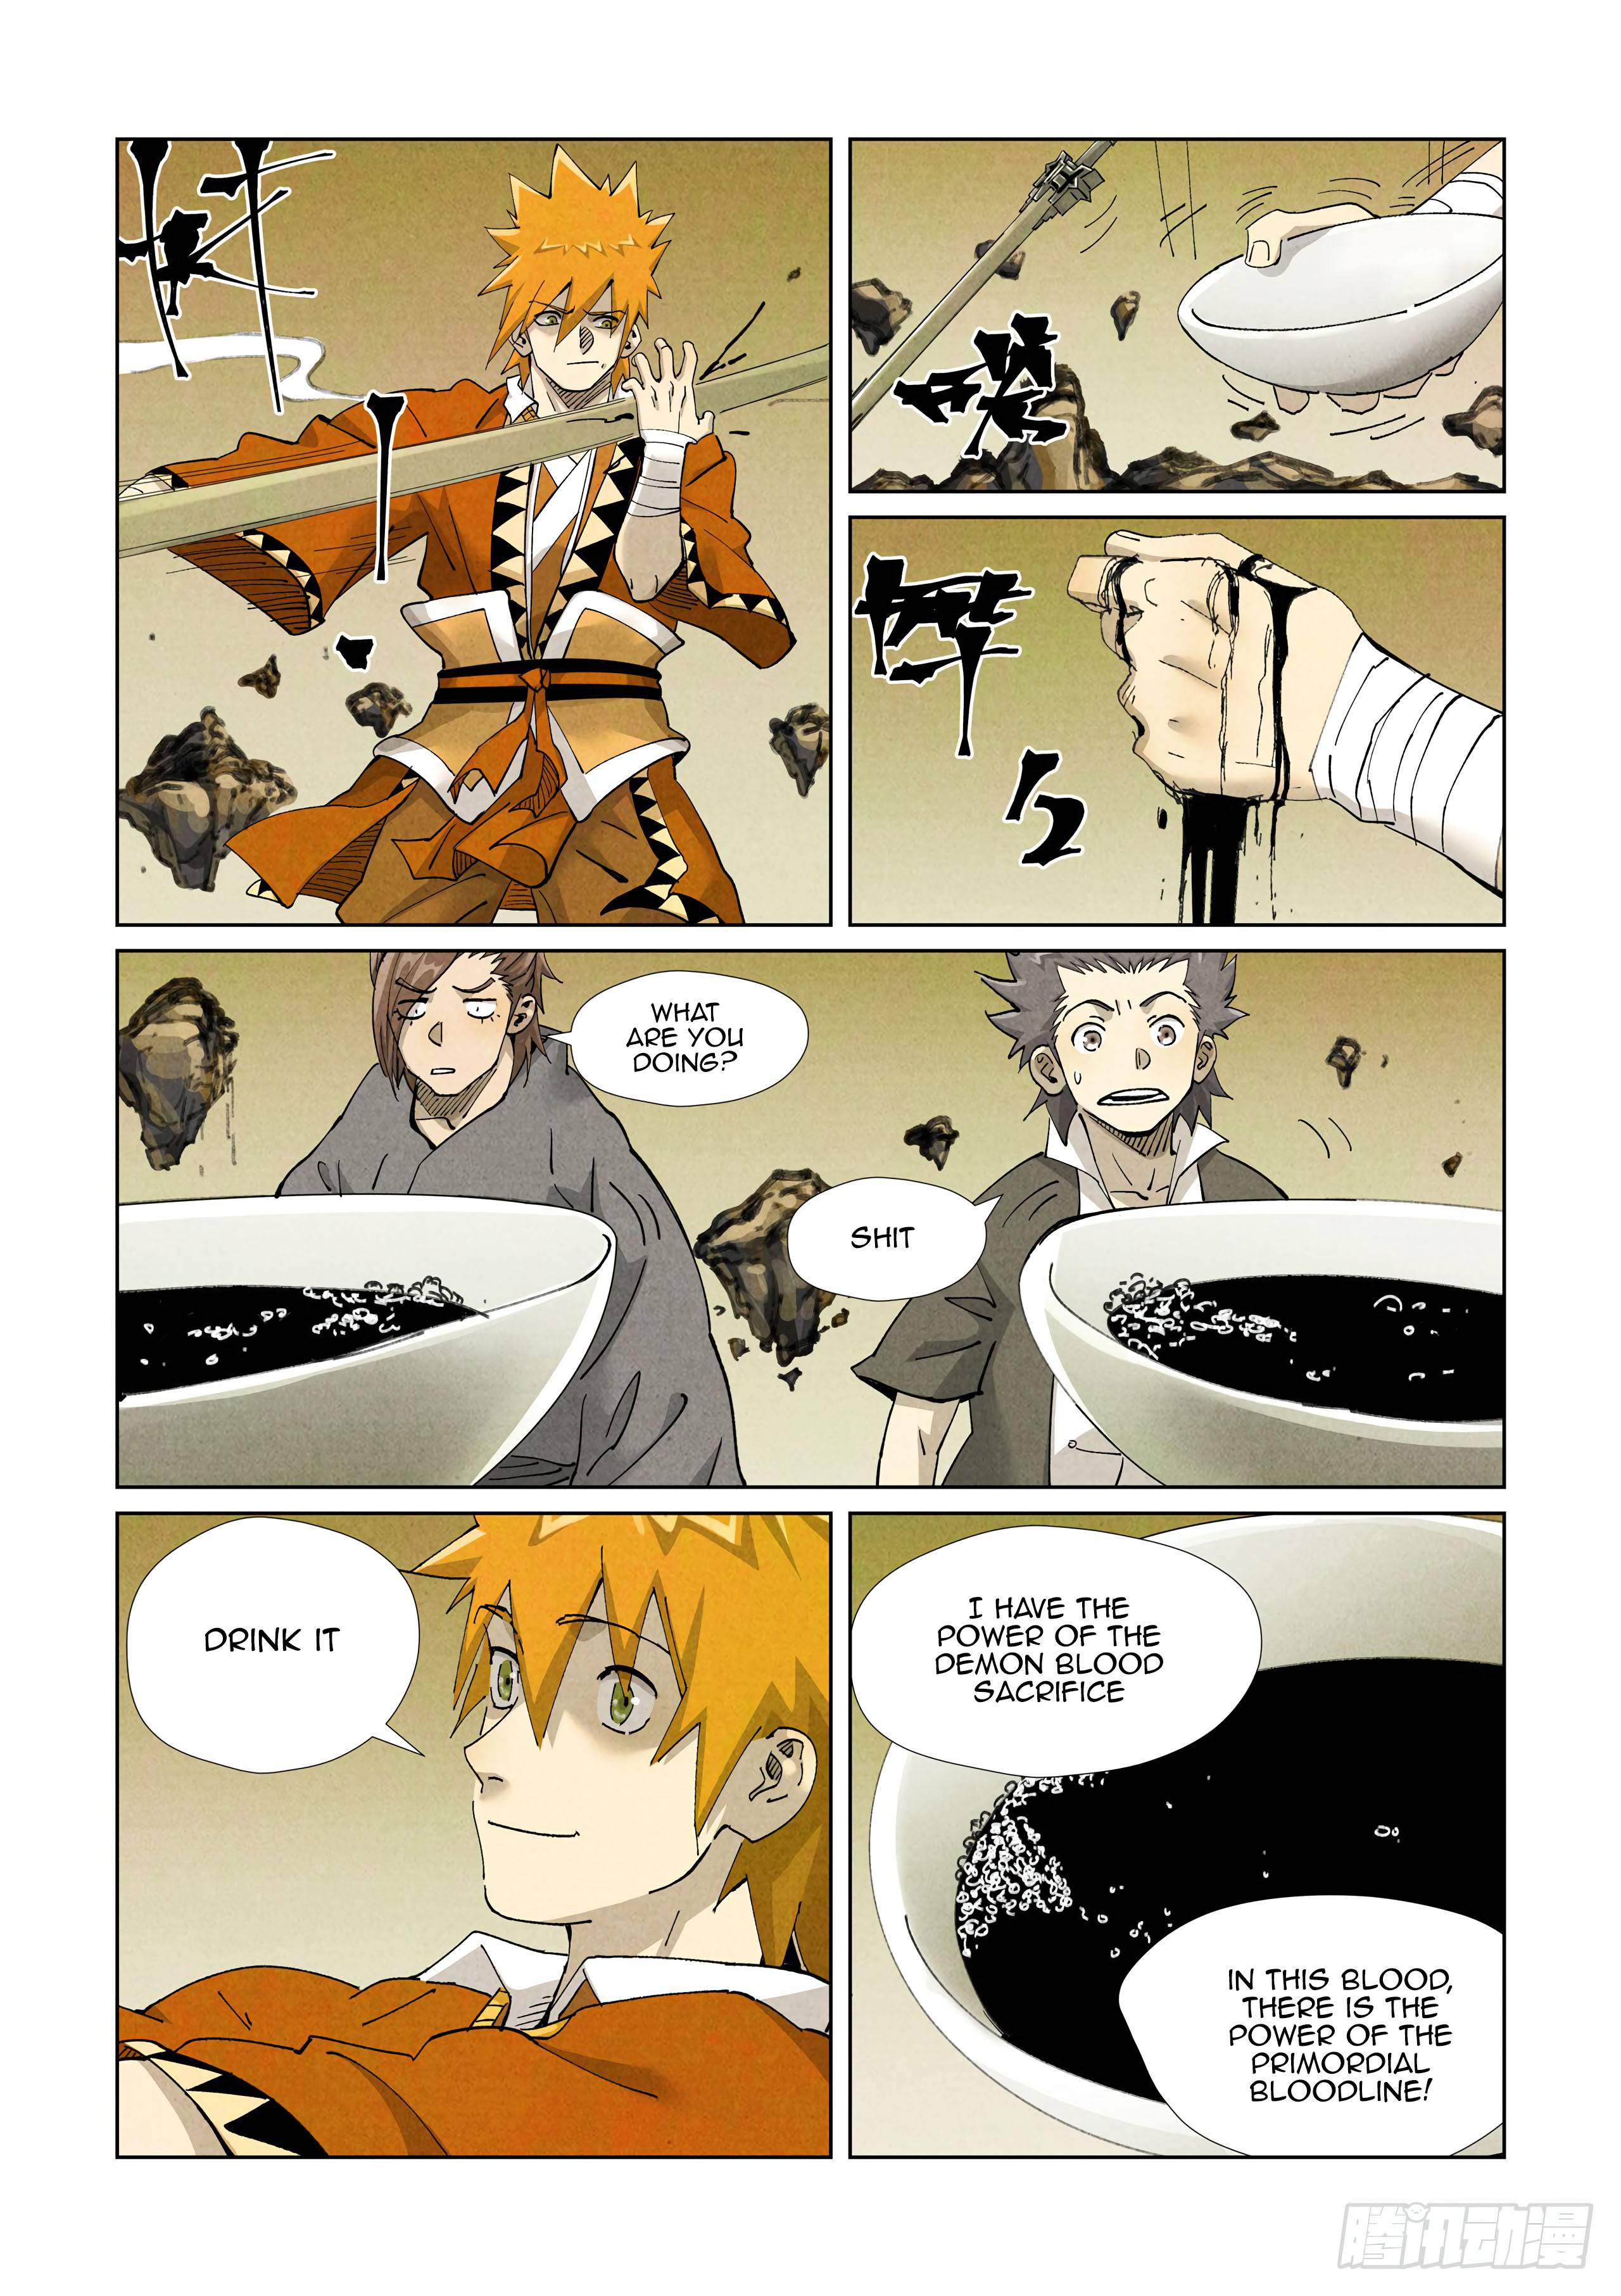 WHAT
ARE YOU
DOING?
SHIT
DRINK IT
I HAVE THE
POWER OF THE
DEMON BLOOD
SACRIFICE
IN THIS BLOOD,
THERE IS THE
POWER OF THE
PRIMORDIAL
BLOODLINE!
腾讯动漫